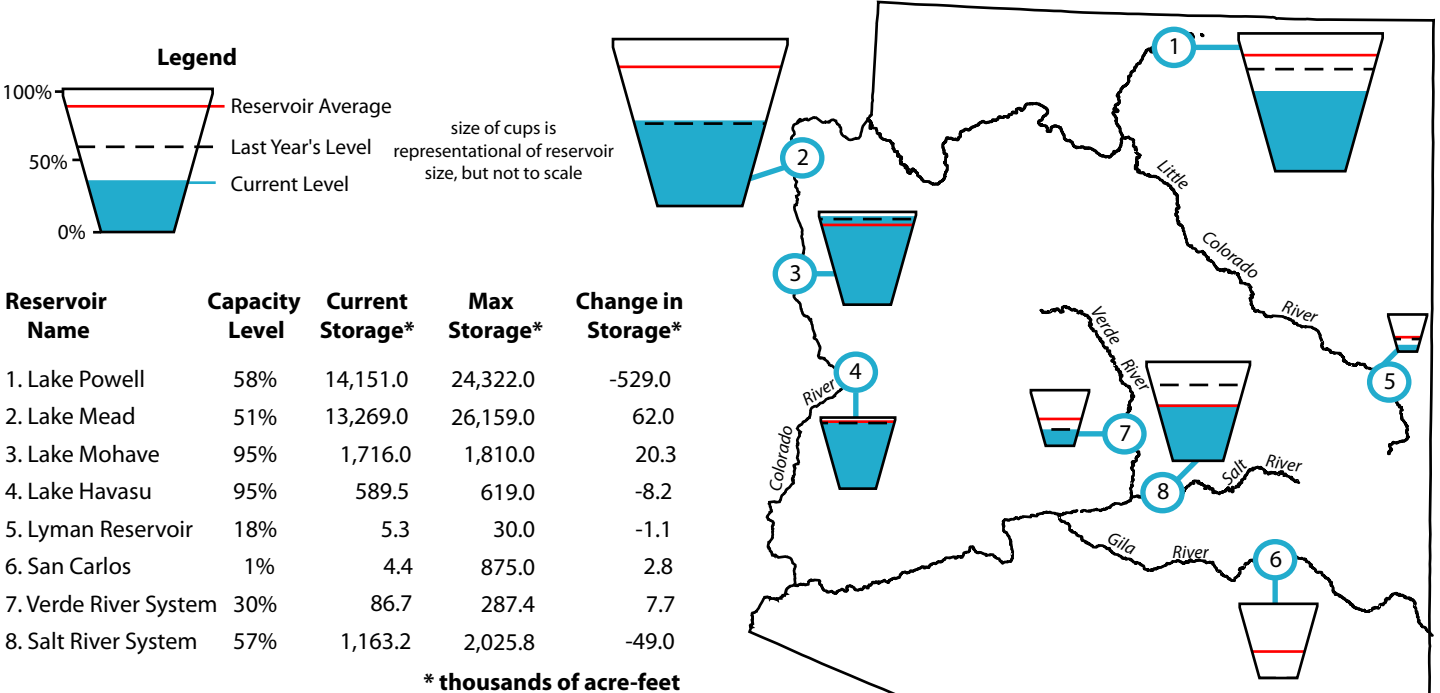 Legend
100%
50%
0%
Reservoir Average
Last Year's Level
Current Level
size of cups is
representational of reservoir
size, but not to scale
Reservoir Name Capacity Level Current Storage* Max Storage* Change in Storage*
1. Lake Powell 58% 14,151.0 24,322.0 -529.0
2. Lake Mead 51% 13,269.0 26,159.0 62.0
3. Lake Mohave 95% 1,716.0 1,810.0 20.3
4. Lake Havasu 95% 589.5 619.0 -8.2
5. Lyman Reservoir 18% 5.3 30.0 -1.1
6. San Carlos 1% 4.4 875.0 2.8
7. Verde River System 30% 86.7 287.4 7.7
8. Salt River System 57% 1,163.2 2,025.8 -49.0
* thousands of acre-feet
1
2
3
4
5
6
7
8
Little Colorado River
Verde River
Colorado River
Salt River
Gila River